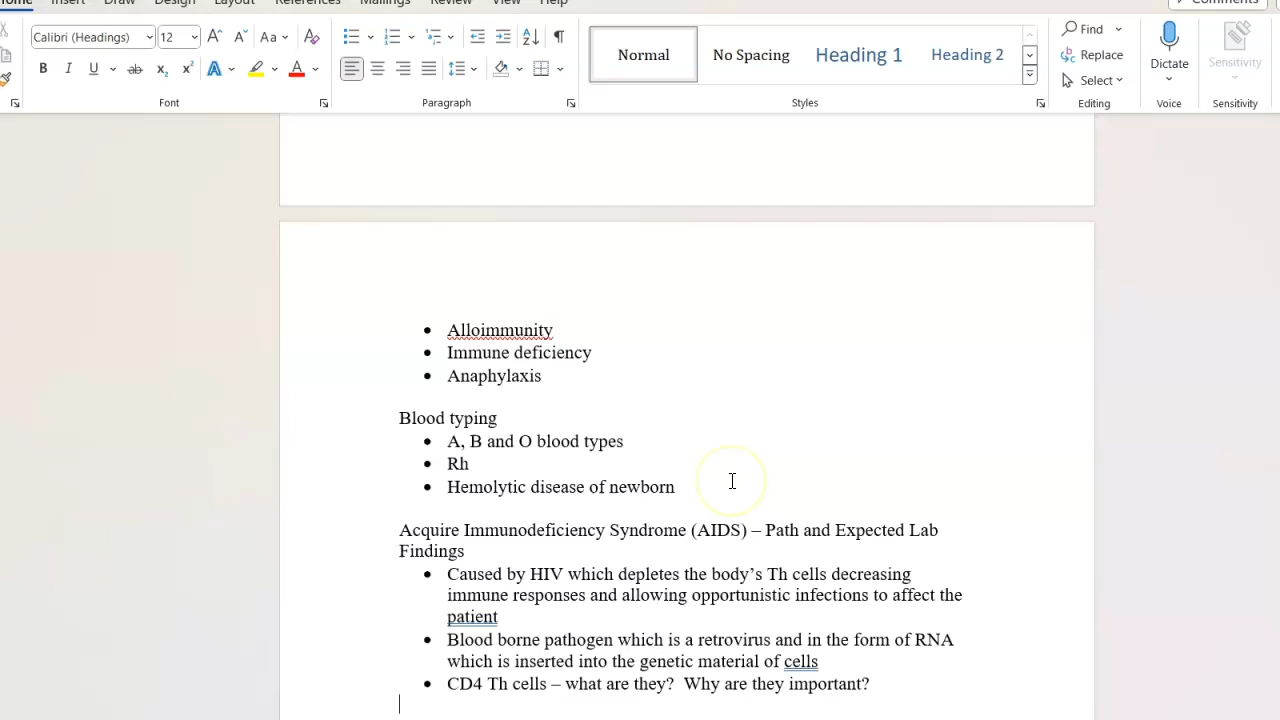 Home Insert Draw Design Layout References Mailings Review View Help Comments
Calibri (Headings) 12 Aa
Normal No Spacing Heading 1 Heading 2
Find
Replace
Select
Dictate
Sensitivity
Font Paragraph Styles Editing Voice Sensitivity
• Alloimmunity
• Immune deficiency
• Anaphylaxis
Blood typing
• A, B and O blood types
• Rh
• Hemolytic disease of newborn
Acquire Immunodeficiency Syndrome (AIDS) – Path and Expected Lab
Findings
• Caused by HIV which depletes the body’s Th cells decreasing
immune responses and allowing opportunistic infections to affect the
patient
• Blood borne pathogen which is a retrovirus and in the form of RNA
which is inserted into the genetic material of cells
• CD4 Th cells – what are they?  Why are they important?